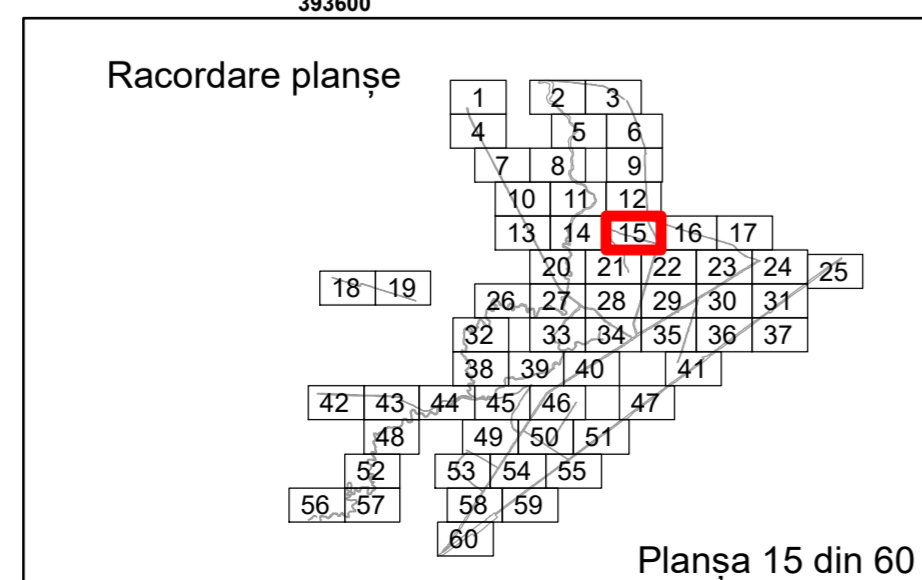 393600
Racordare planșe
1 2 3
4 5 6
7 8 9
10 11 12
13 14 15 16 17
20 21 22 23 24 25
18 19
26 27 28 29 30 31
32 33 34 35 36 37
38 39 40 41
42 43 44 45 46 47
48 49 50 51
52 53 54 55
56 57 58 59
60
Planșa 15 din 60